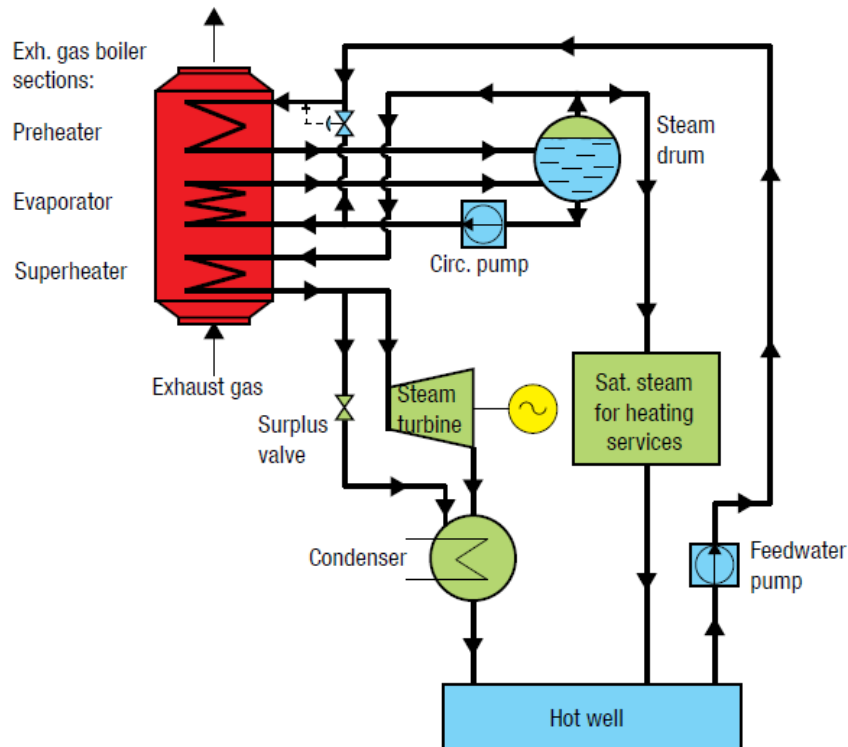 Exh. gas boiler
sections:
Preheater
Evaporator
Superheater
Exhaust gas
Steam
drum
Circ. pump
Surplus
valve
Steam
turbine
Sat. steam
for heating
services
Condenser
Feedwater
pump
Hot well